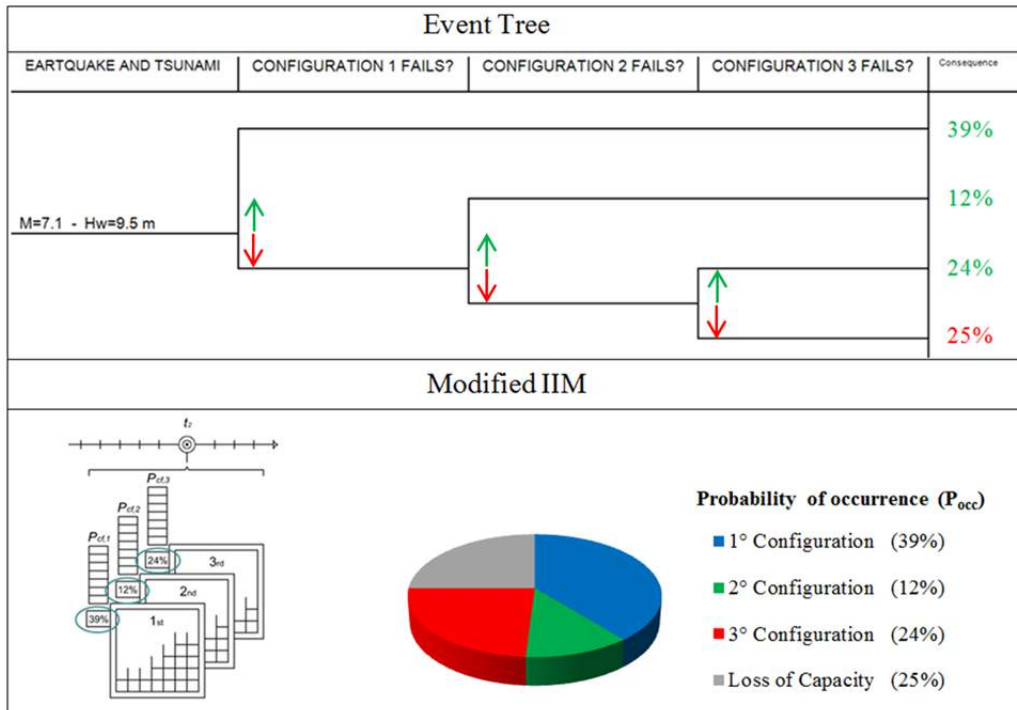 Event Tree
EARTQUAKE AND TSUNAMI CONFIGURATION 1 FAILS? CONFIGURATION 2 FAILS? CONFIGURATION 3 FAILS? Consequence
39%
12%
M=7.1 - Hw=9.5 m
24%
25%
Modified IIM
t2
Pcf,3
Pcf,2
Pcf,1
24% 3rd
12% 2nd
39% 1st
Probability of occurrence (Pocc)
1° Configuration (39%)
2° Configuration (12%)
3° Configuration (24%)
Loss of Capacity (25%)